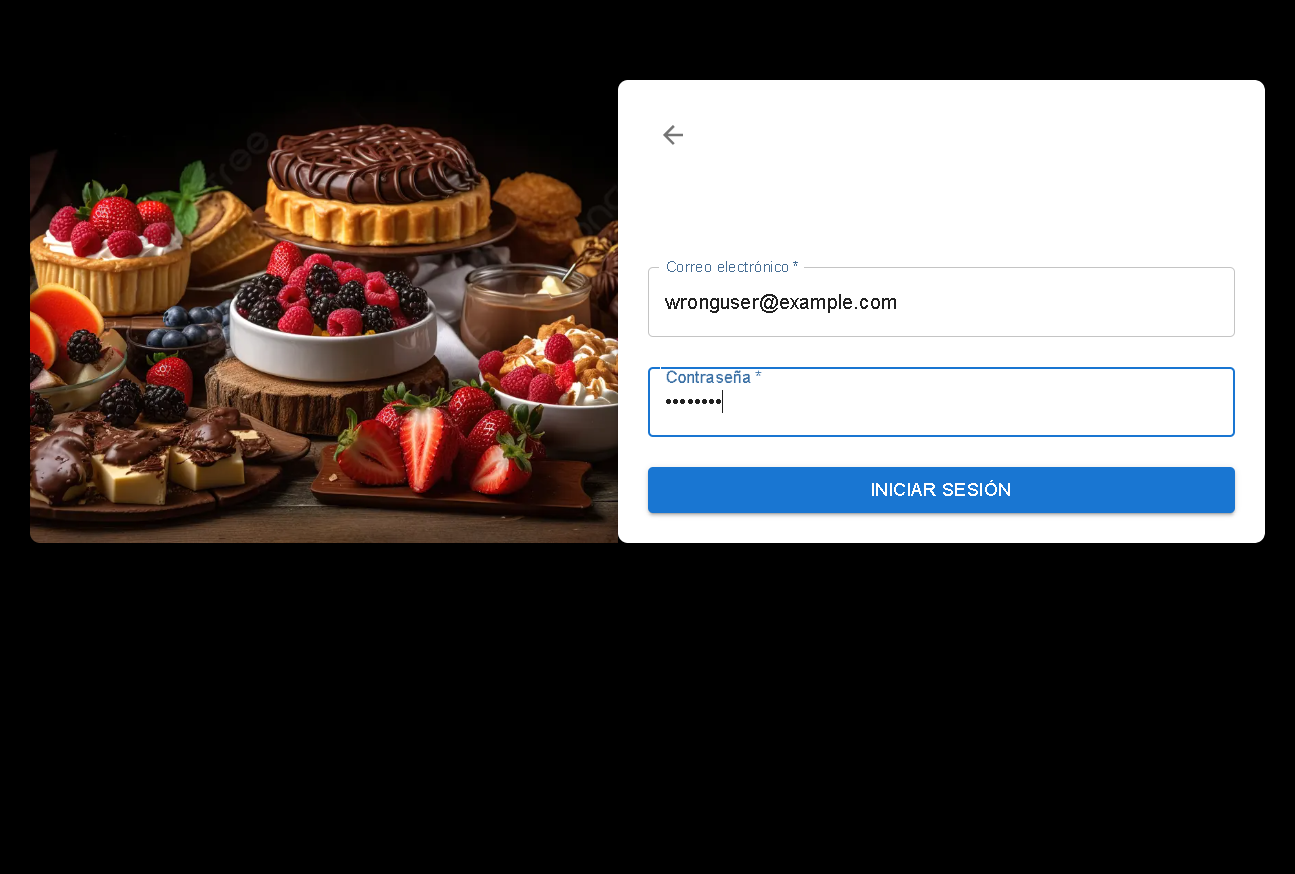 Correo electrónico *
wronguser@example.com
Contraseña *
••••••••
INICIAR SESIÓN